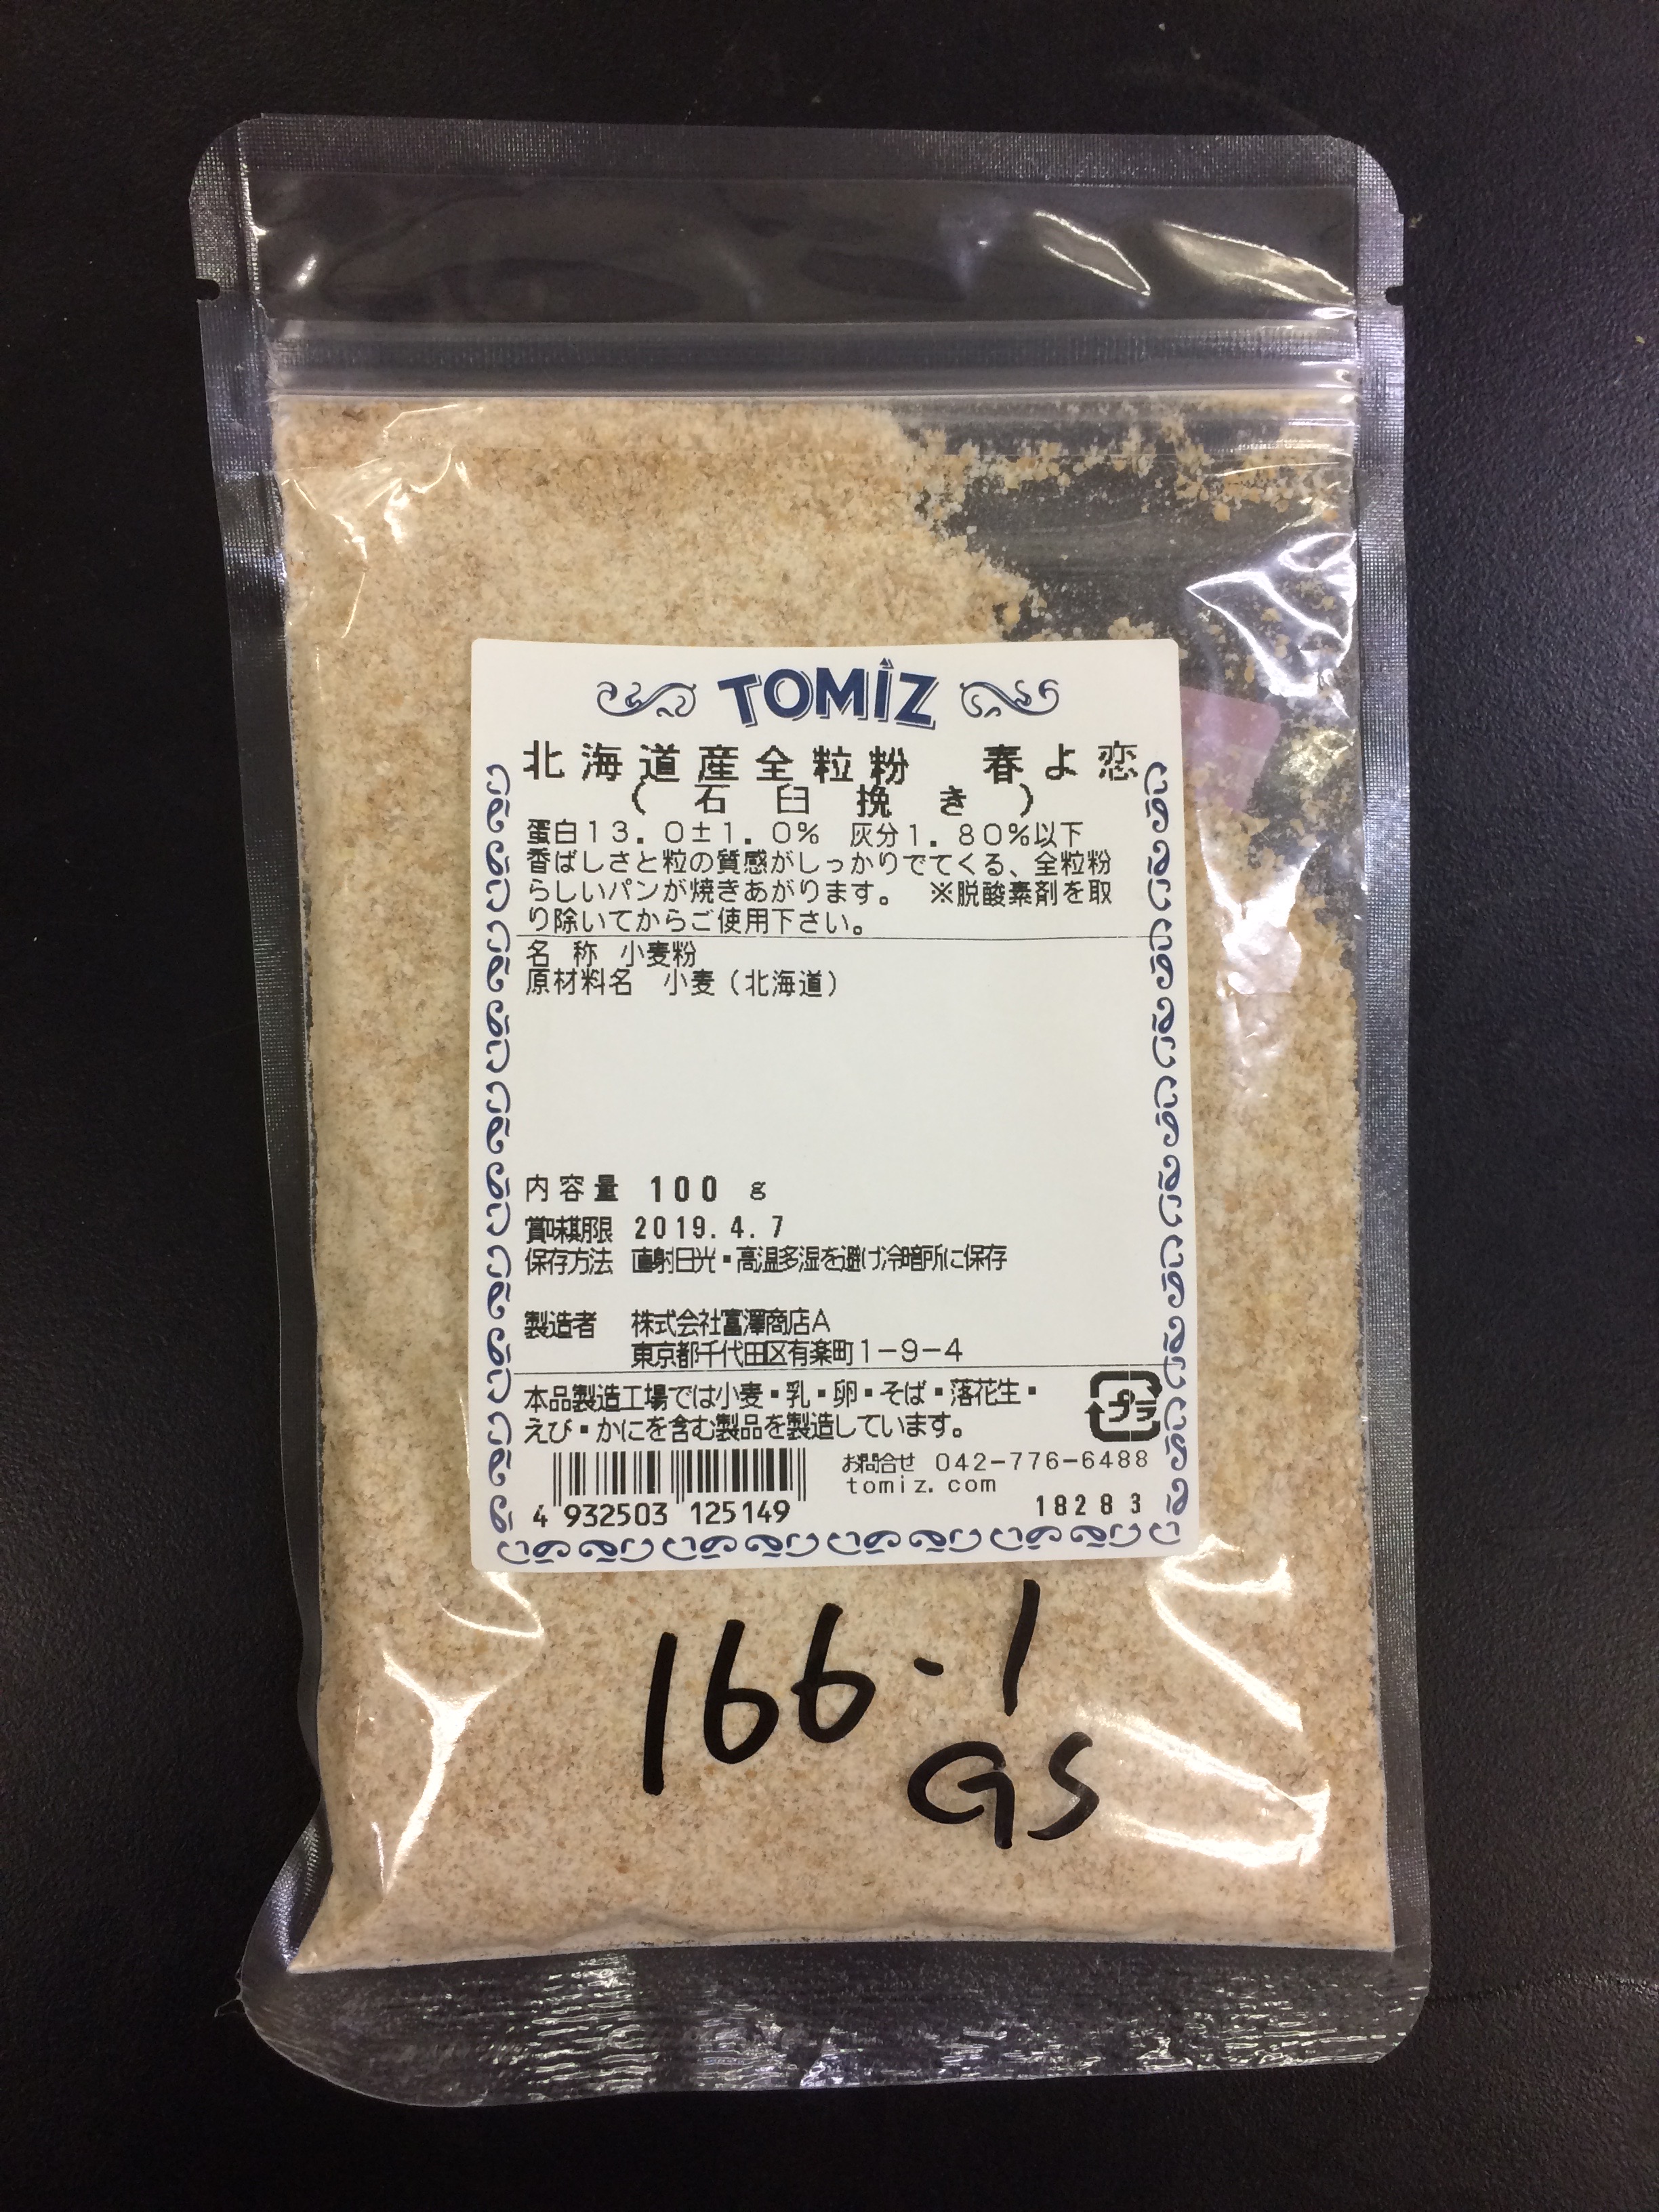 TOMIZ
北海道産全粒粉　春よ恋
（石臼挽き）
蛋白13.0±1.0%　灰分1.80%以下
香ばしさと粒の質感がしっかりでてくる、全粒粉
らしいパンが焼きあがります。　※脱酸素剤を取
り除いてからご使用下さい。
名　称　小麦粉
原材料名　小麦（北海道）
内容量　100 g
賞味期限　2019.4.7
保存方法　直射日光・高温多湿を避け冷暗所に保存
製造者　株式会社富澤商店A
東京都千代田区有楽町1-9-4
本品製造工場では小麦・乳・卵・そば・落花生・
えび・かにを含む製品を製造しています。
プラ
お問合せ 042-776-6488
tomiz.com
4 932503 125149
18283
166-1
GS